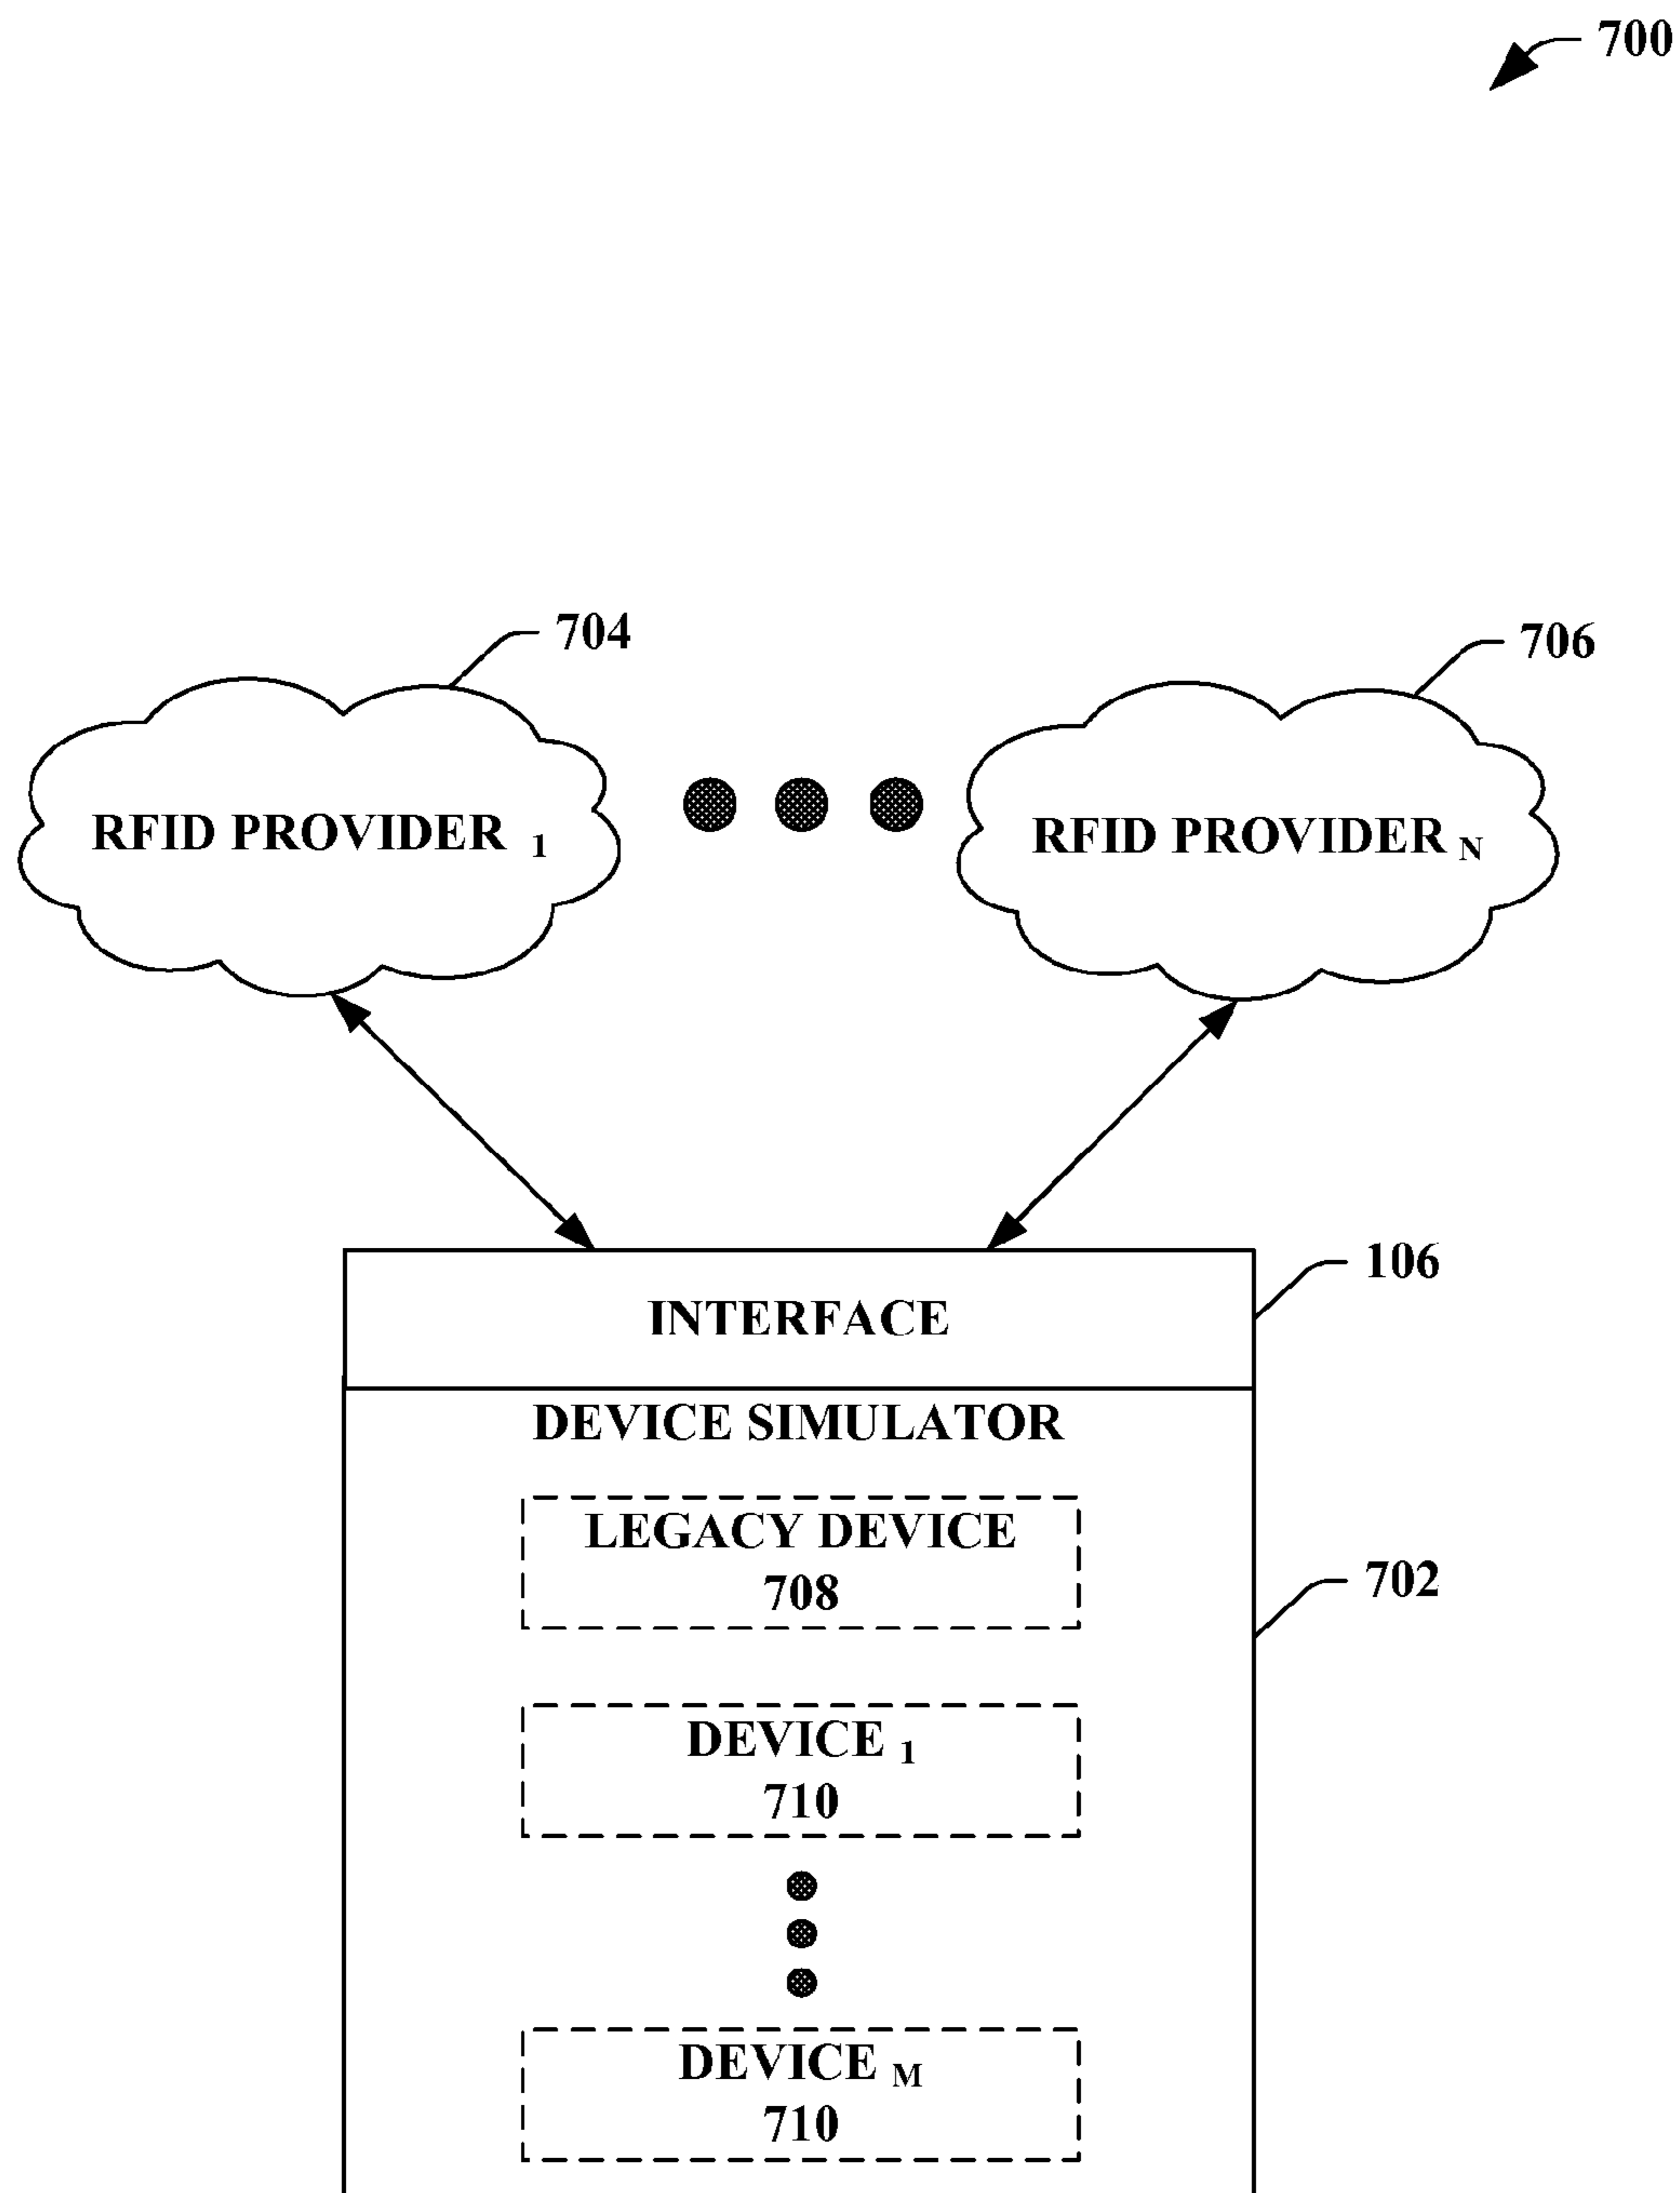 700
704
706
RFID PROVIDER 1
RFID PROVIDER N
106
INTERFACE
DEVICE SIMULATOR
LEGACY DEVICE
708
702
DEVICE 1
710
DEVICE M
710